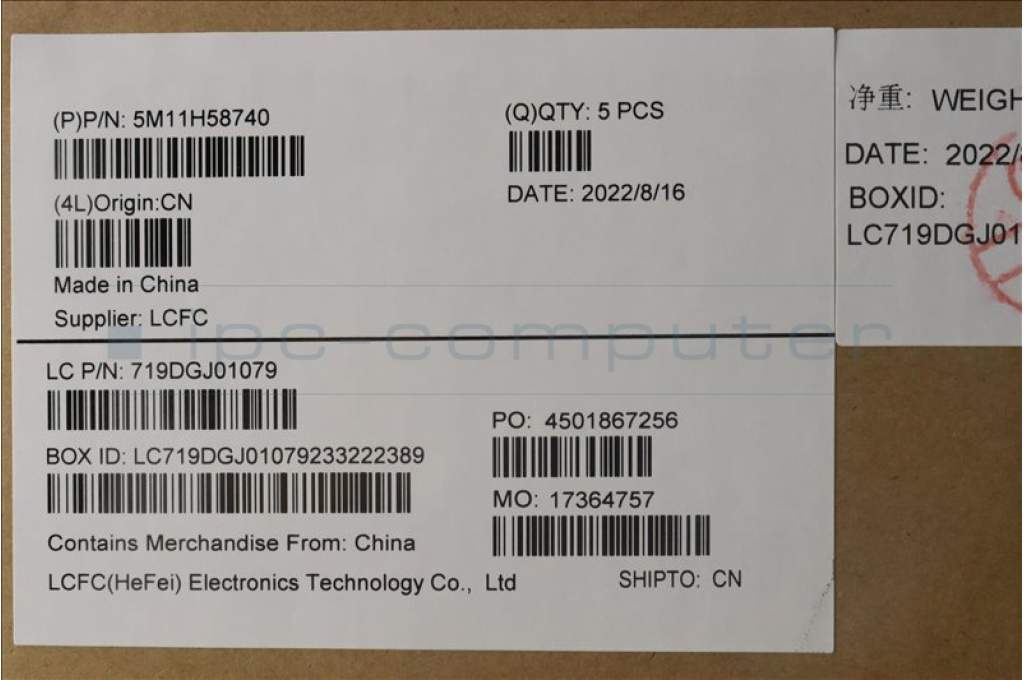 (P)P/N: 5M11H58740
(Q)QTY: 5 PCS
(4L)Origin:CN
DATE: 2022/8/16
Made in China
Supplier: LCFC
ipc-computer
LC P/N: 719DGJ01079
PO: 4501867256
BOX ID: LC719DGJ01079233222389
MO: 17364757
Contains Merchandise From: China
LCFC(HeFei) Electronics Technology Co., Ltd
SHIPTO: CN
净重: WEIGH
DATE: 2022/
BOXID:
LC719DGJ01